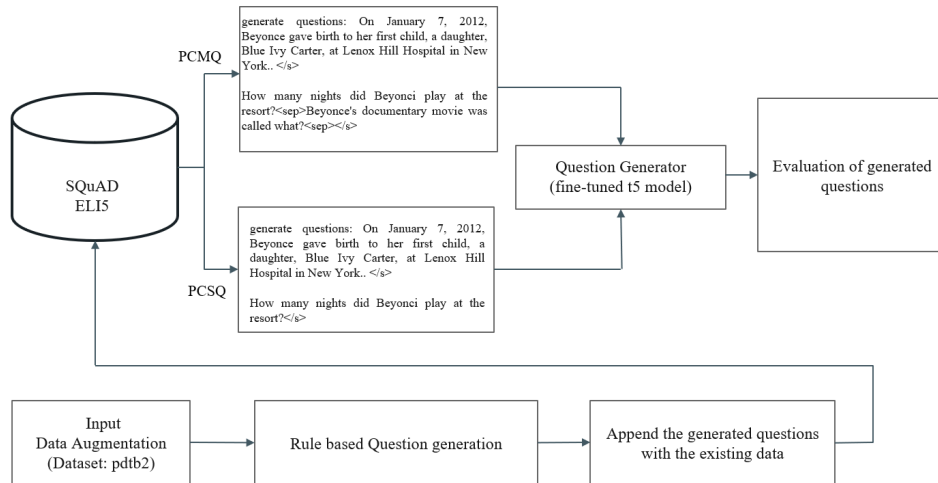 generate questions: On January 7, 2012,
Beyonce gave birth to her first child, a daughter,
Blue Ivy Carter, at Lenox Hill Hospital in New
York.. </s>
How many nights did Beyonci play at the
resort?<sep>Beyonce's documentary movie was
called what?<sep></s>
PCMQ
SQuAD
ELI5
Question Generator
(fine-tuned t5 model)
Evaluation of generated
questions
PCSQ
generate questions: On January 7, 2012,
Beyonce gave birth to her first child, a
daughter, Blue Ivy Carter, at Lenox Hill
Hospital in New York.. </s>
How many nights did Beyonci play at the
resort?</s>
Input
Data Augmentation
(Dataset: pdtb2)
Rule based Question generation
Append the generated questions
with the existing data